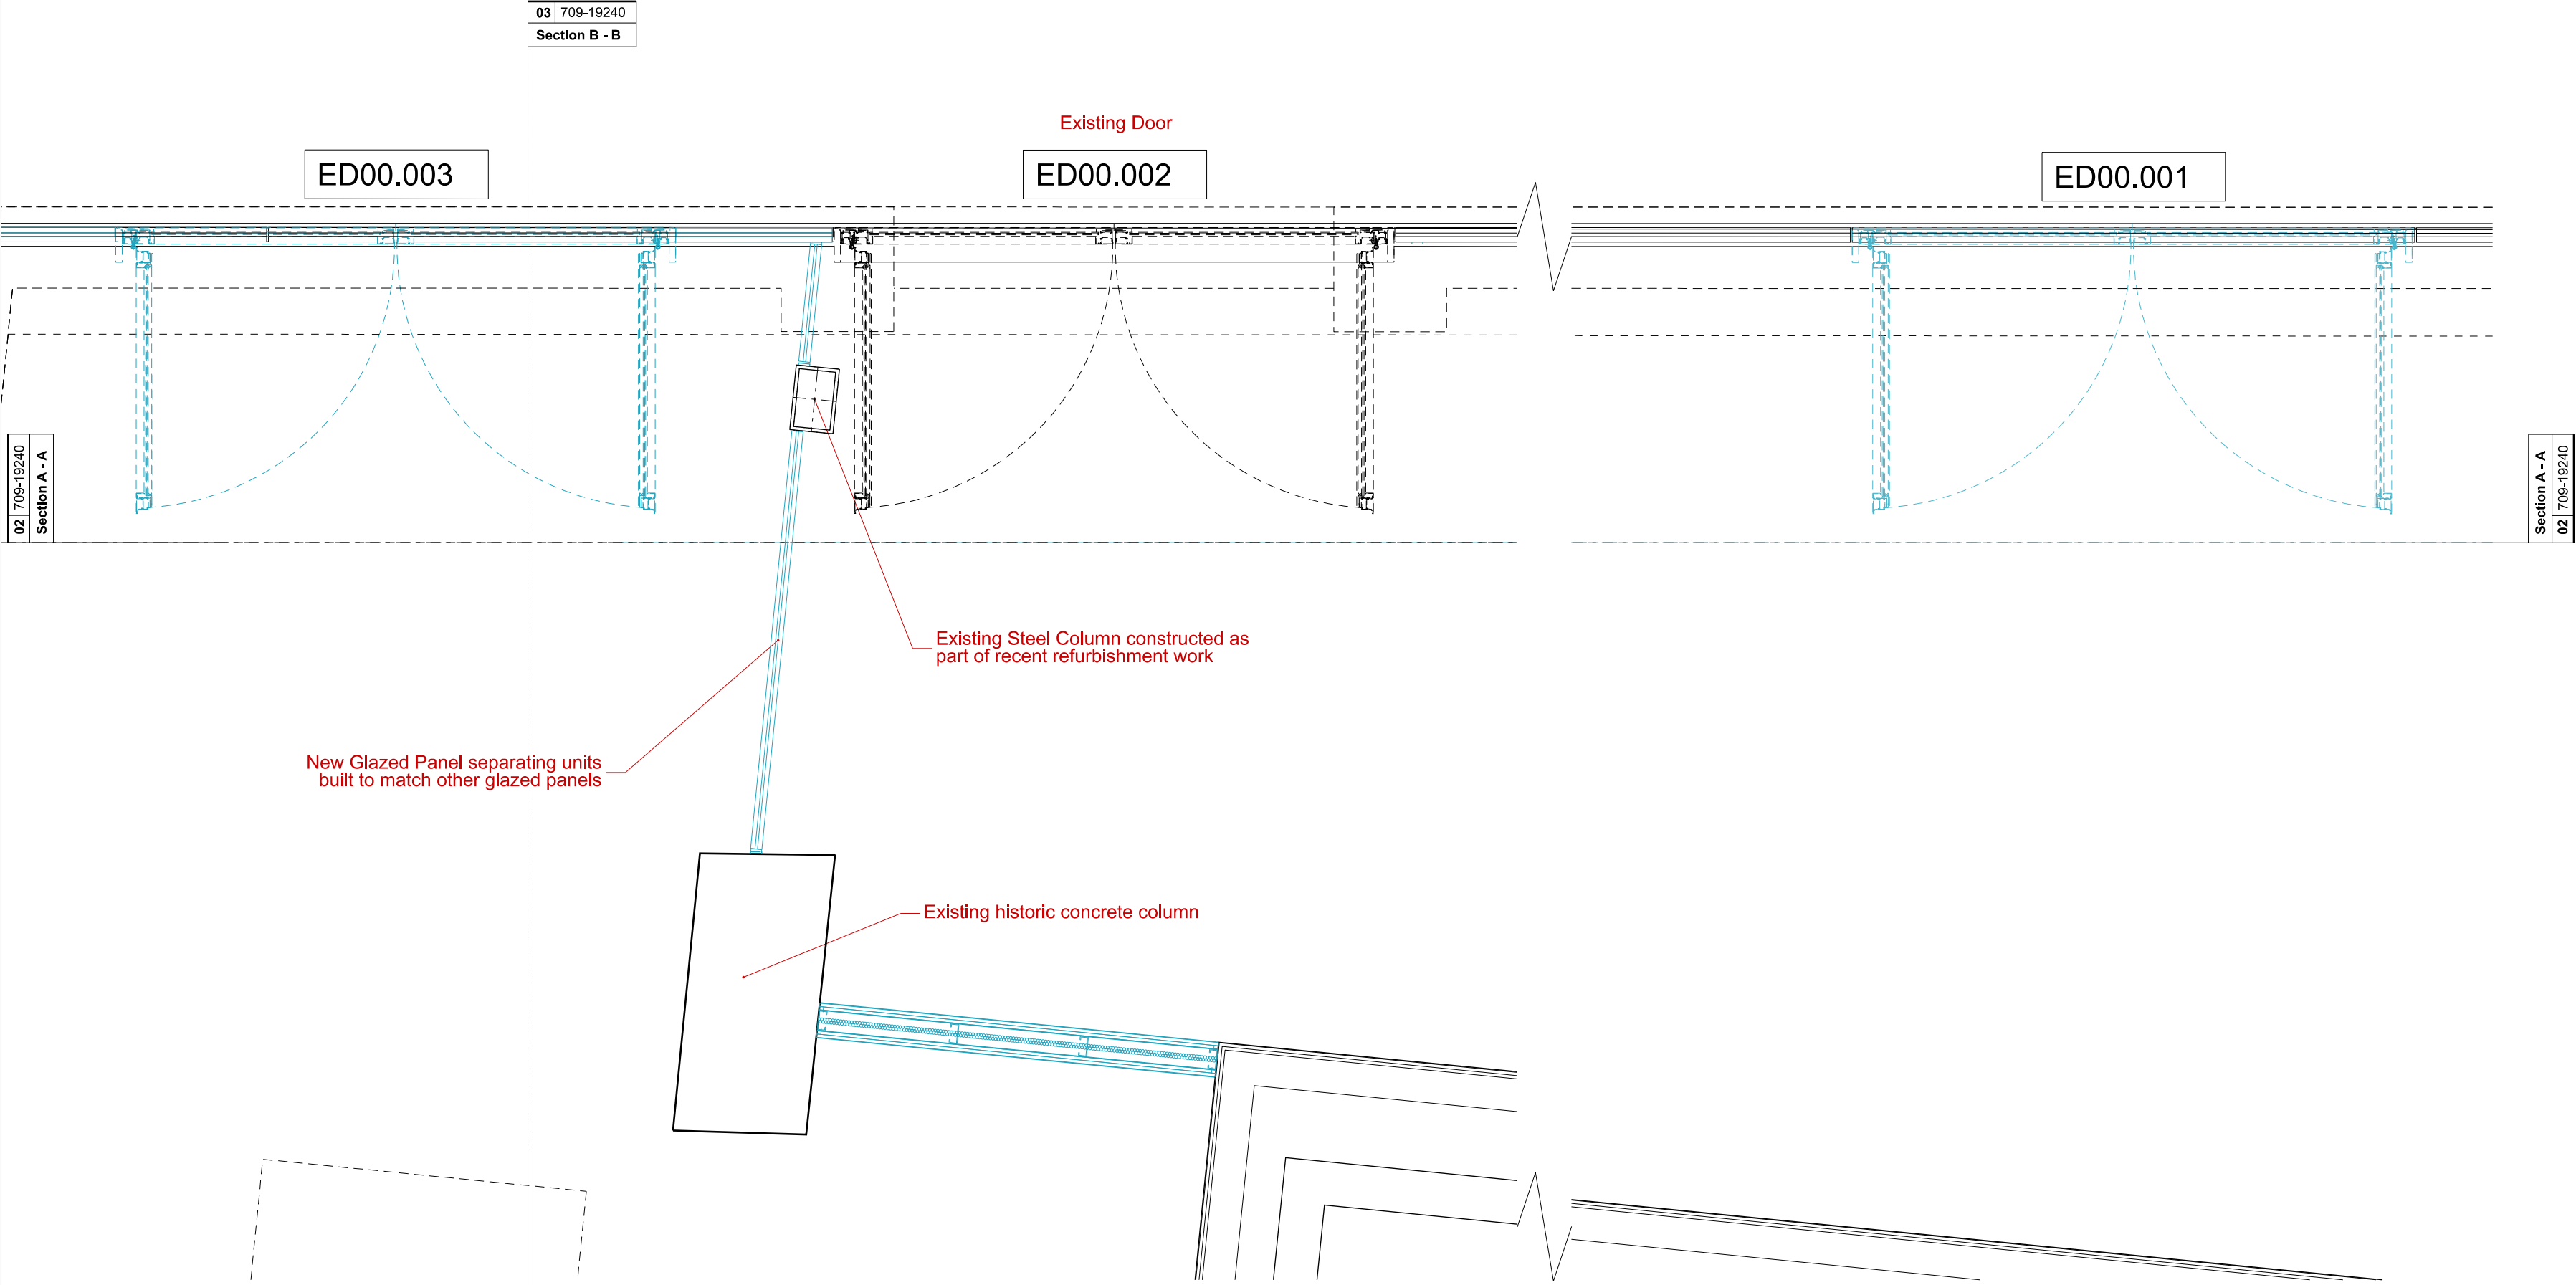 03 709-19240
Section B - B
Existing Door
ED00.003
ED00.002
ED00.001
02 709-19240
Section A - A
Section A - A
02 709-19240
Existing Steel Column constructed as
part of recent refurbishment work
New Glazed Panel separating units
built to match other glazed panels
Existing historic concrete column